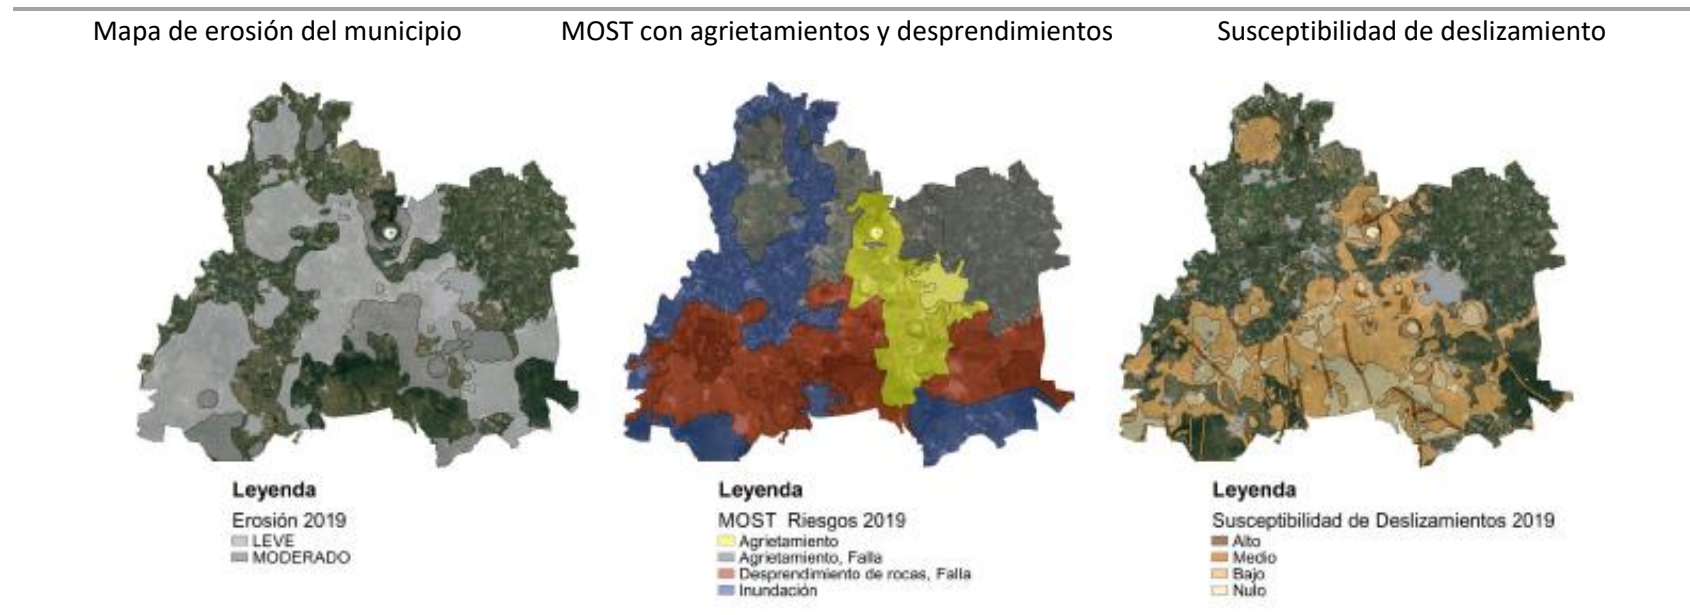 Mapa de erosión del municipio
MOST con agrietamientos y desprendimientos
Susceptibilidad de deslizamiento
Leyenda
Erosión 2019
LEVE
MODERADO
Leyenda
MOST Riesgos 2019
Agrietamiento
Agrietamiento, Falla
Desprendimiento de rocas, Falla
Inundación
Leyenda
Susceptibilidad de Deslizamientos 2019
Alto
Medio
Bajo
Nulo